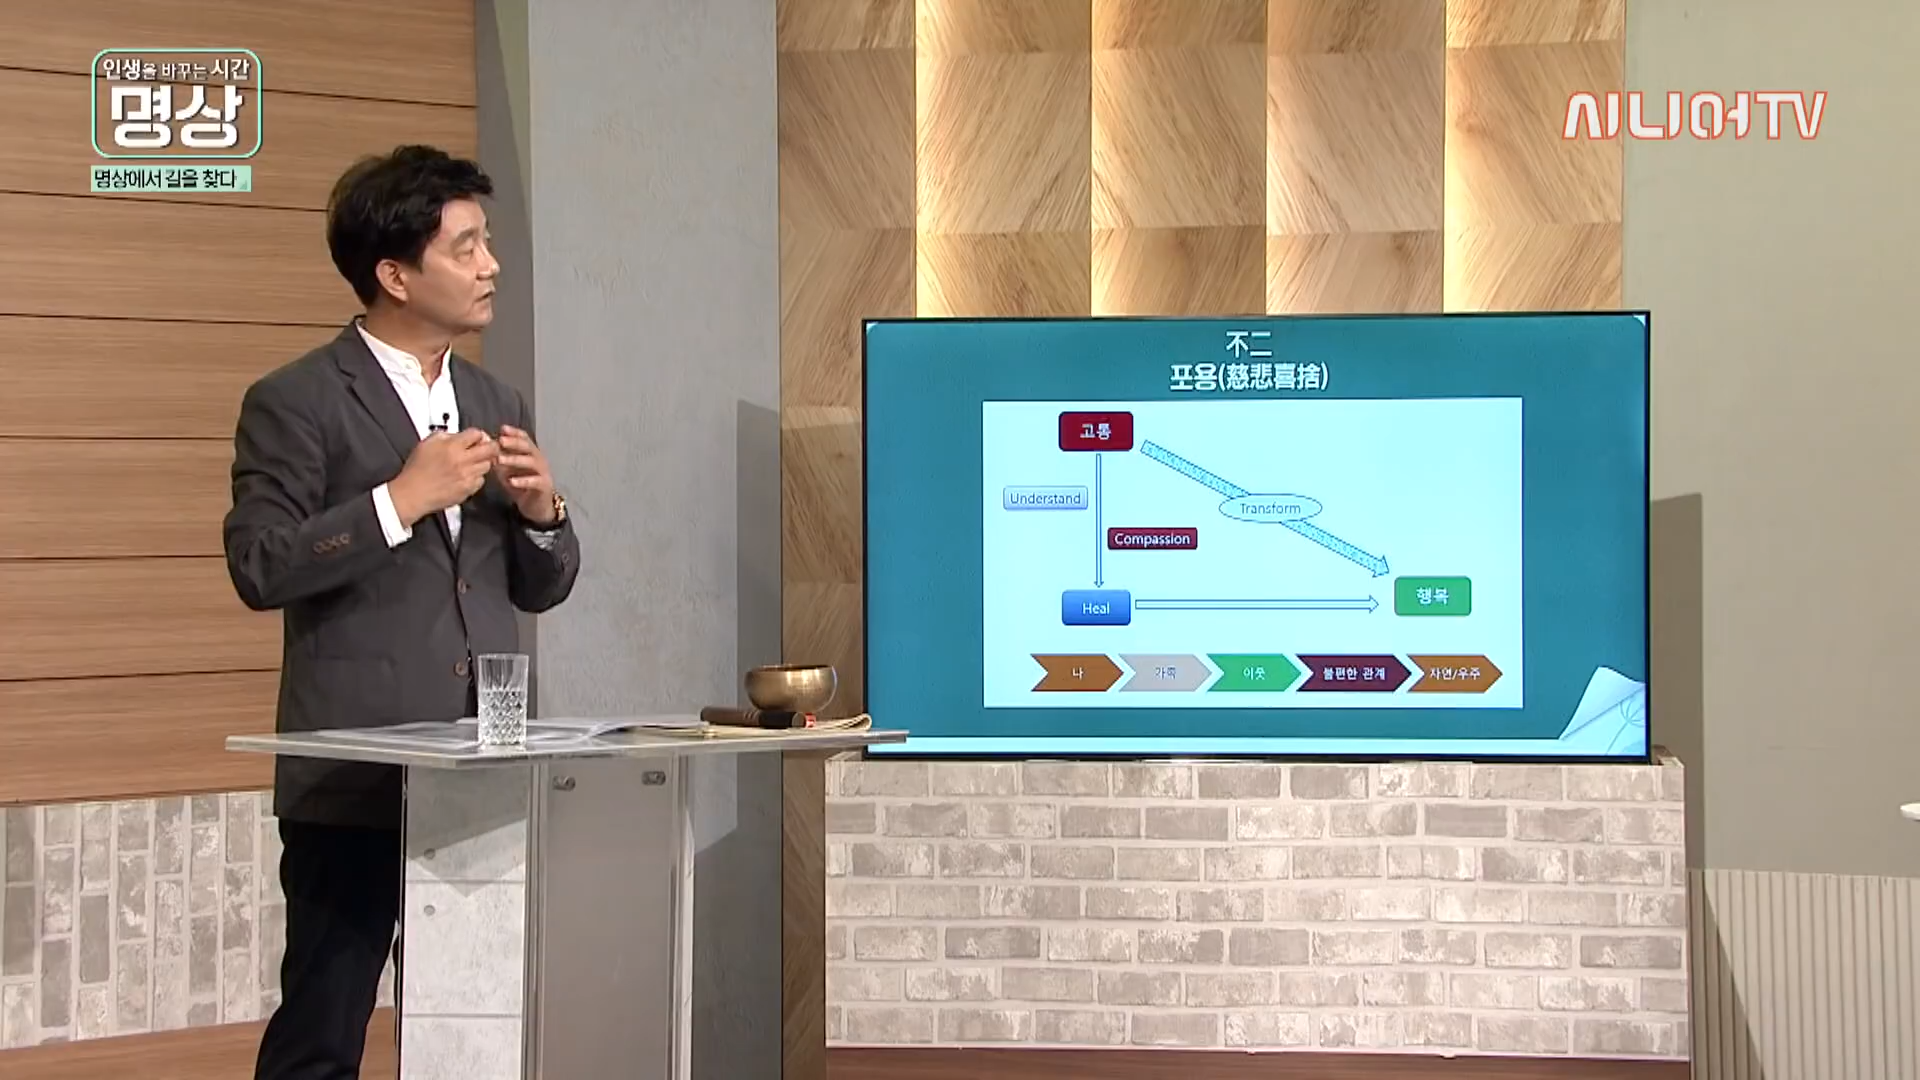 인생을 바꾸는 시간
명상
명상에서 길을 찾다
시니어TV
不二
포용(慈悲喜捨)
고통
Understand
Transform
Compassion
Heal
행복
나
가족
이웃
불편한 관계
자연/우주